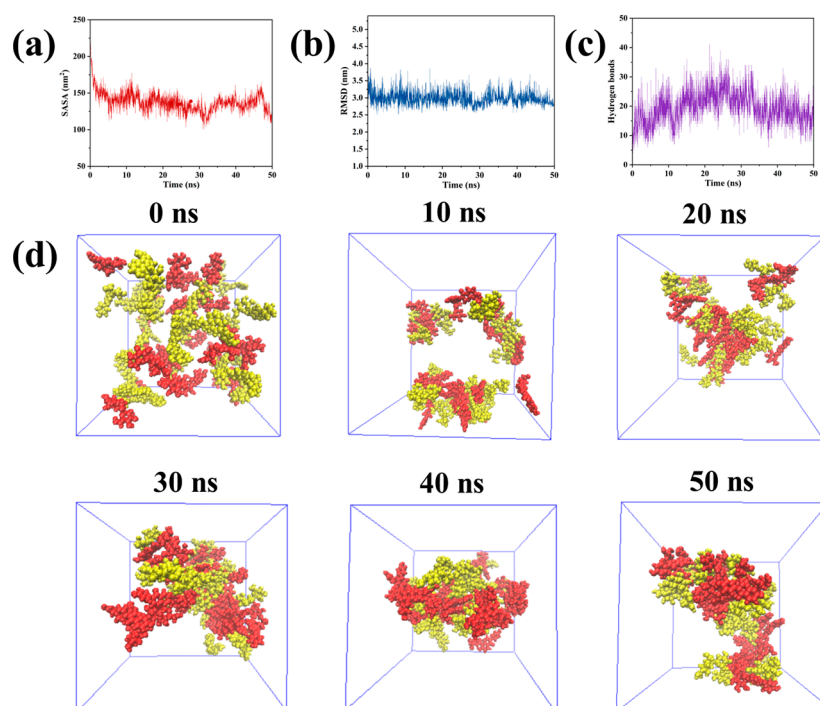 (a)
250
200
150
100
50
SASA (nm²)
0 10 20 30 40 50
Time (ns)
(b)
5.0
4.5
4.0
3.5
3.0
2.5
2.0
1.5
1.0
RMSD (nm)
0 10 20 30 40 50
Time (ns)
(c)
50
40
30
20
10
0
Hydrogen bonds
0 10 20 30 40 50
Time (ns)
(d)
0 ns 10 ns 20 ns
30 ns 40 ns 50 ns